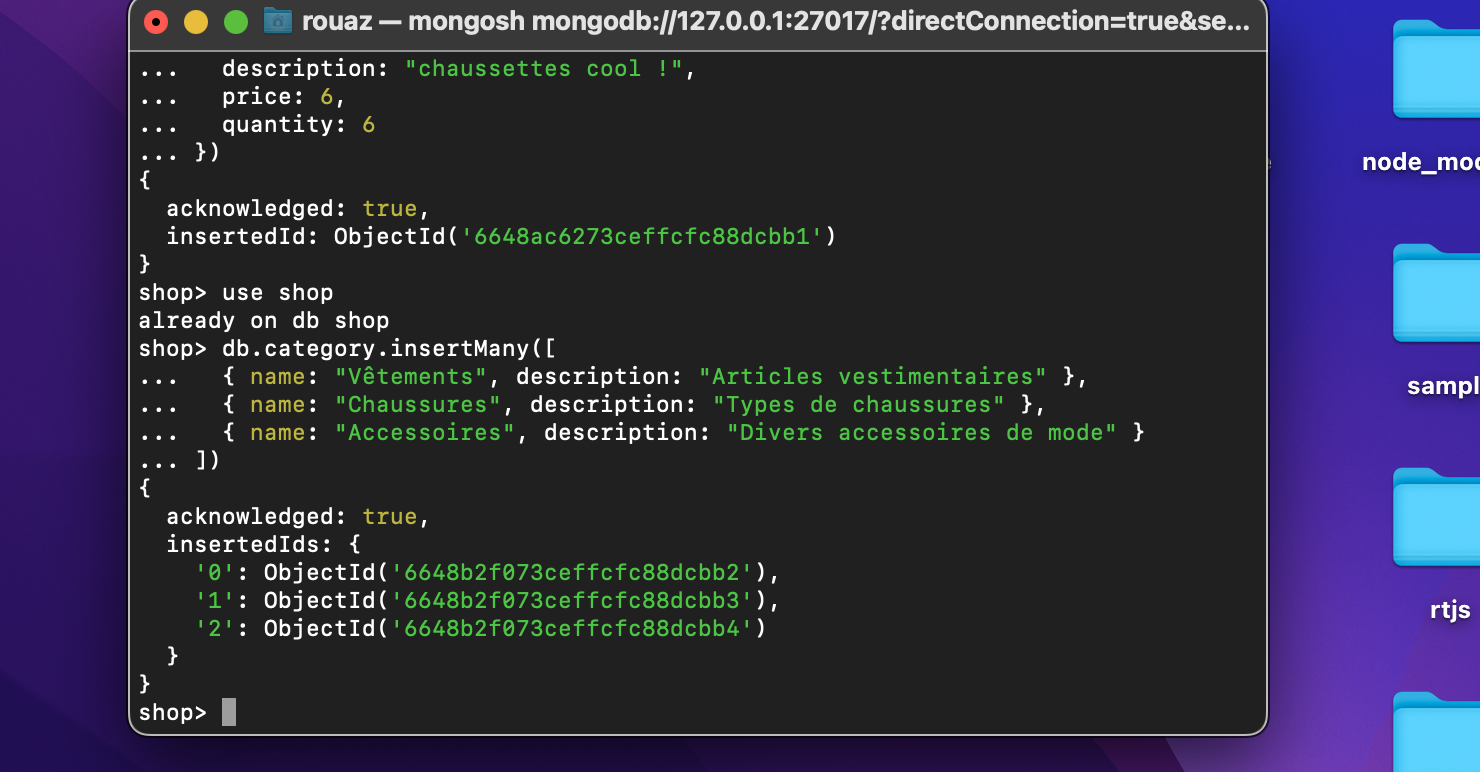 rouaz — mongosh mongodb://127.0.0.1:27017/?directConnection=true&se...
...   description: "chaussettes cool !",
...   price: 6,
...   quantity: 6
... })
{
  acknowledged: true,
  insertedId: ObjectId('6648ac6273ceffcfc88dcbb1')
}
shop> use shop
already on db shop
shop> db.category.insertMany([
...   { name: "Vêtements", description: "Articles vestimentaires" },
...   { name: "Chaussures", description: "Types de chaussures" },
...   { name: "Accessoires", description: "Divers accessoires de mode" }
... ])
{
  acknowledged: true,
  insertedIds: {
    '0': ObjectId('6648b2f073ceffcfc88dcbb2'),
    '1': ObjectId('6648b2f073ceffcfc88dcbb3'),
    '2': ObjectId('6648b2f073ceffcfc88dcbb4')
  }
}
shop>
node_mod
sampl
rtjs